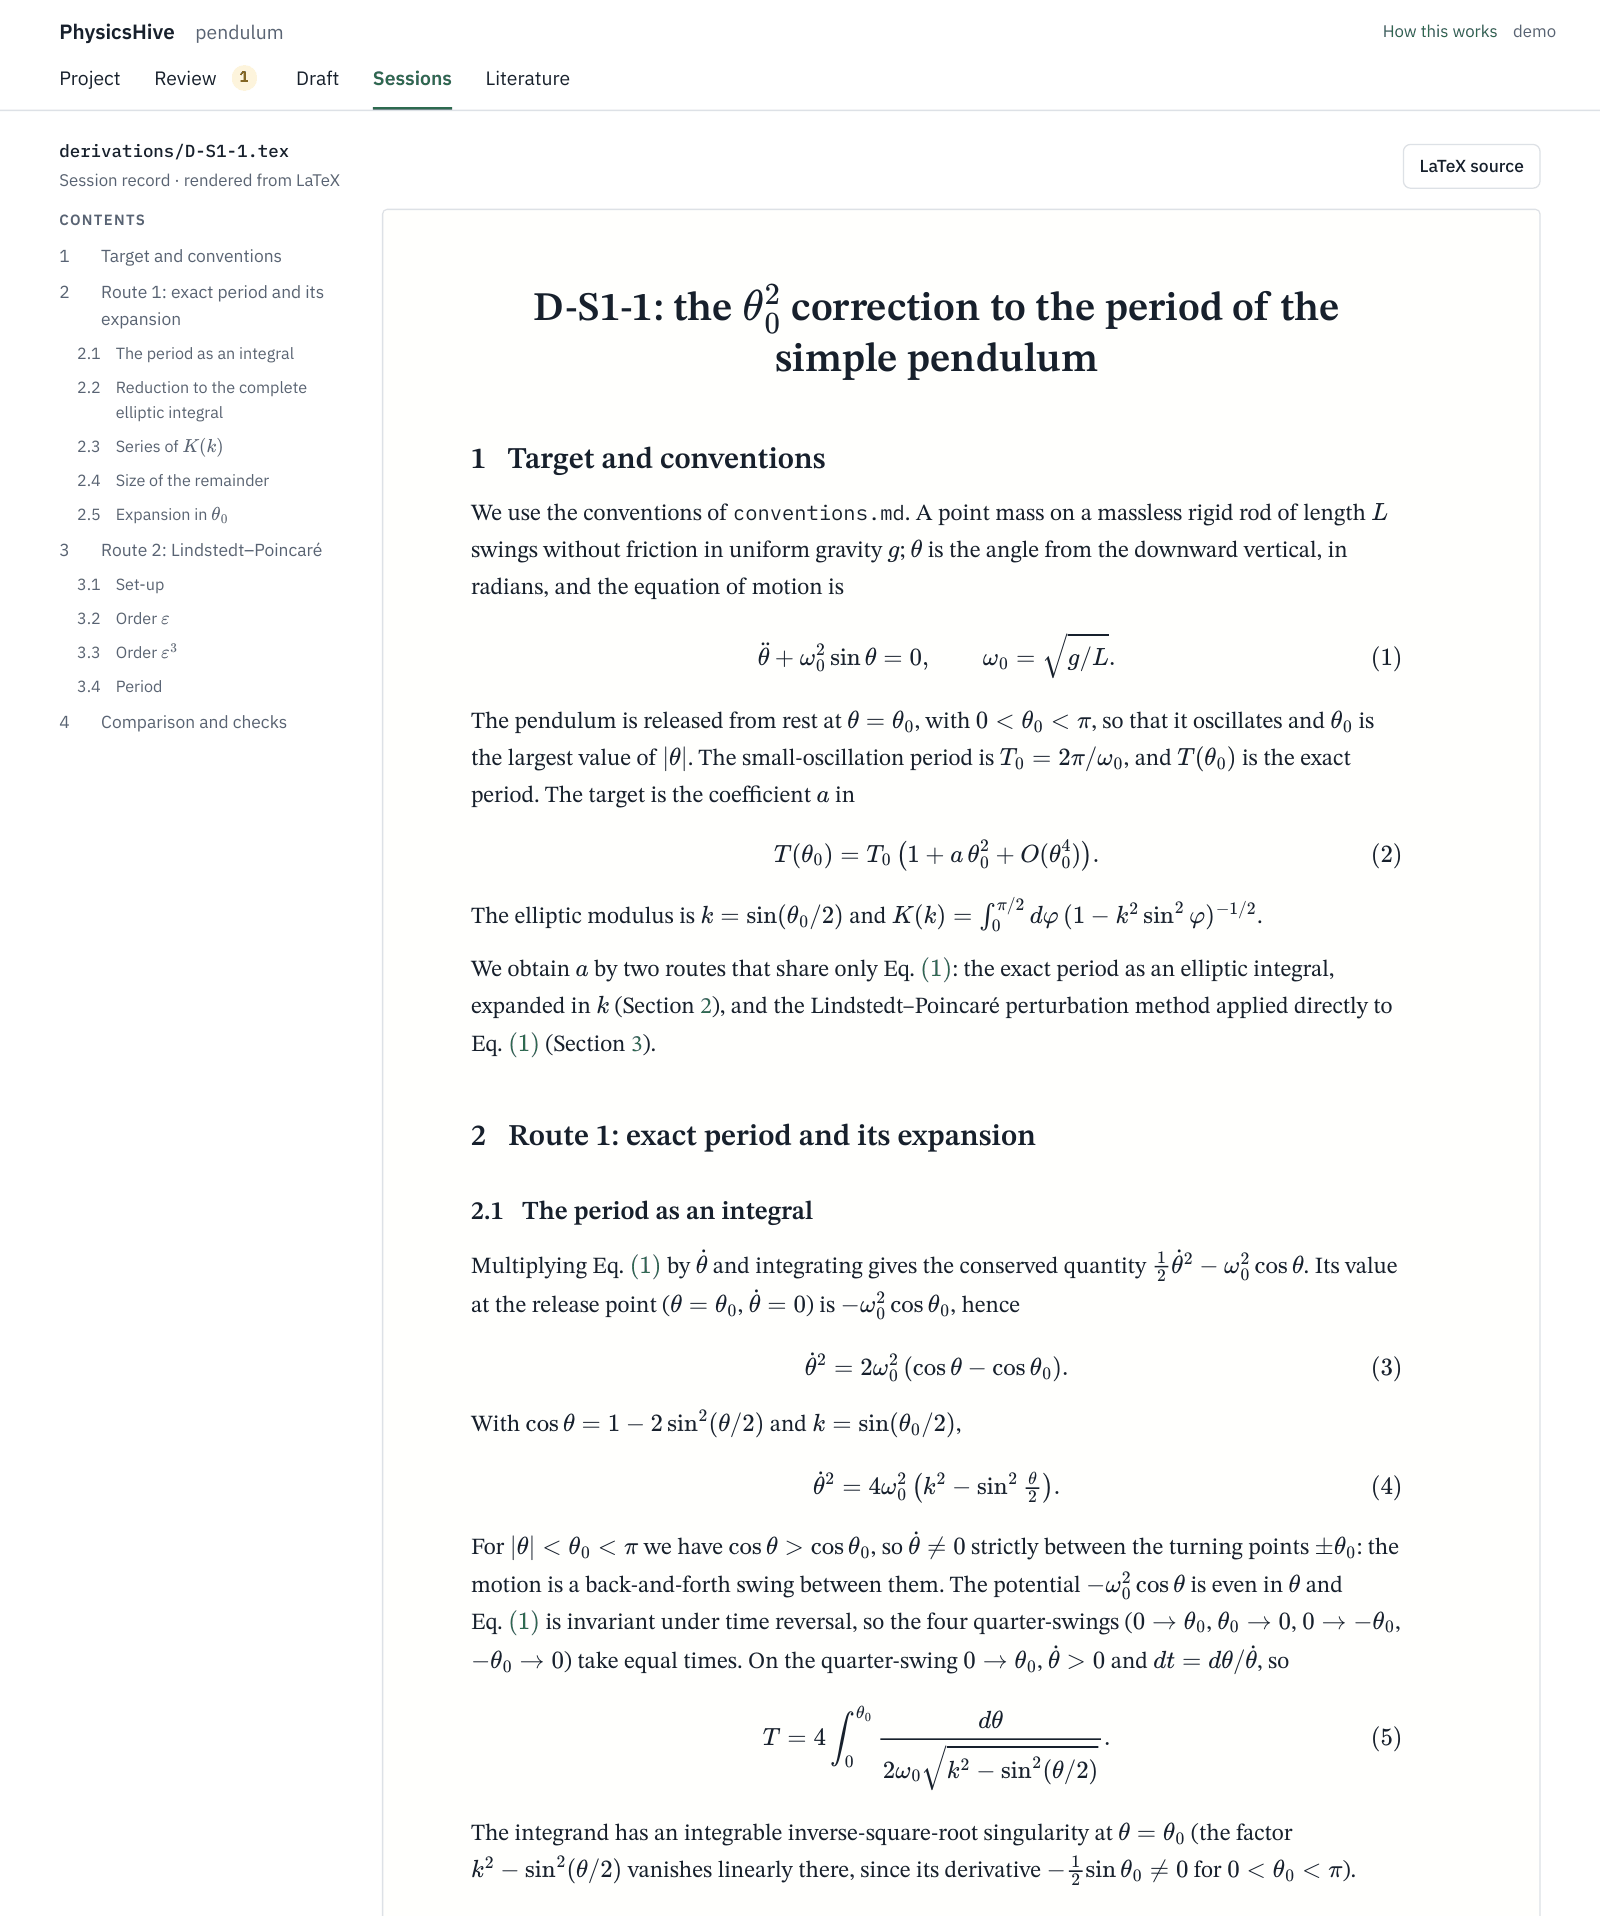 PhysicsHive pendulum
How this works demo
Project Review 1 Draft Sessions Literature
derivations/D-S1-1.tex
Session record · rendered from LaTeX
LaTeX source
CONTENTS
1 Target and conventions
2 Route 1: exact period and its
expansion
2.1 The period as an integral
2.2 Reduction to the complete
elliptic integral
2.3 Series of K(k)
2.4 Size of the remainder
2.5 Expansion in θ₀
3 Route 2: Lindstedt–Poincaré
3.1 Set-up
3.2 Order ε
3.3 Order ε³
3.4 Period
4 Comparison and checks
D-S1-1: the θ₀² correction to the period of the
simple pendulum
1 Target and conventions
We use the conventions of conventions.md. A point mass on a massless rigid rod of length L
swings without friction in uniform gravity g; θ is the angle from the downward vertical, in
radians, and the equation of motion is
θ̈ + ω₀² sin θ = 0, ω₀ = √(g/L). (1)
The pendulum is released from rest at θ = θ₀, with 0 < θ₀ < π, so that it oscillates and θ₀ is
the largest value of |θ|. The small-oscillation period is T₀ = 2π/ω₀, and T(θ₀) is the exact
period. The target is the coefficient a in
T(θ₀) = T₀ (1 + a θ₀² + O(θ₀⁴)). (2)
The elliptic modulus is k = sin(θ₀/2) and K(k) = ∫₀^{π/2} dφ (1 − k² sin² φ)^{−1/2}.
We obtain a by two routes that share only Eq. (1): the exact period as an elliptic integral,
expanded in k (Section 2), and the Lindstedt–Poincaré perturbation method applied directly to
Eq. (1) (Section 3).
2 Route 1: exact period and its expansion
2.1 The period as an integral
Multiplying Eq. (1) by θ̇ and integrating gives the conserved quantity ½θ̇² − ω₀² cos θ. Its value
at the release point (θ = θ₀, θ̇ = 0) is −ω₀² cos θ₀, hence
θ̇² = 2ω₀² (cos θ − cos θ₀). (3)
With cos θ = 1 − 2 sin²(θ/2) and k = sin(θ₀/2),
θ̇² = 4ω₀² (k² − sin² θ/2). (4)
For |θ| < θ₀ < π we have cos θ > cos θ₀, so θ̇ ≠ 0 strictly between the turning points ±θ₀: the
motion is a back-and-forth swing between them. The potential −ω₀² cos θ is even in θ and
Eq. (1) is invariant under time reversal, so the four quarter-swings (0 → θ₀, θ₀ → 0, 0 → −θ₀,
−θ₀ → 0) take equal times. On the quarter-swing 0 → θ₀, θ̇ > 0 and dt = dθ/θ̇, so
T = 4 ∫₀^{θ₀} dθ / (2ω₀√(k² − sin²(θ/2))). (5)
The integrand has an integrable inverse-square-root singularity at θ = θ₀ (the factor
k² − sin²(θ/2) vanishes linearly there, since its derivative −½ sin θ₀ ≠ 0 for 0 < θ₀ < π).